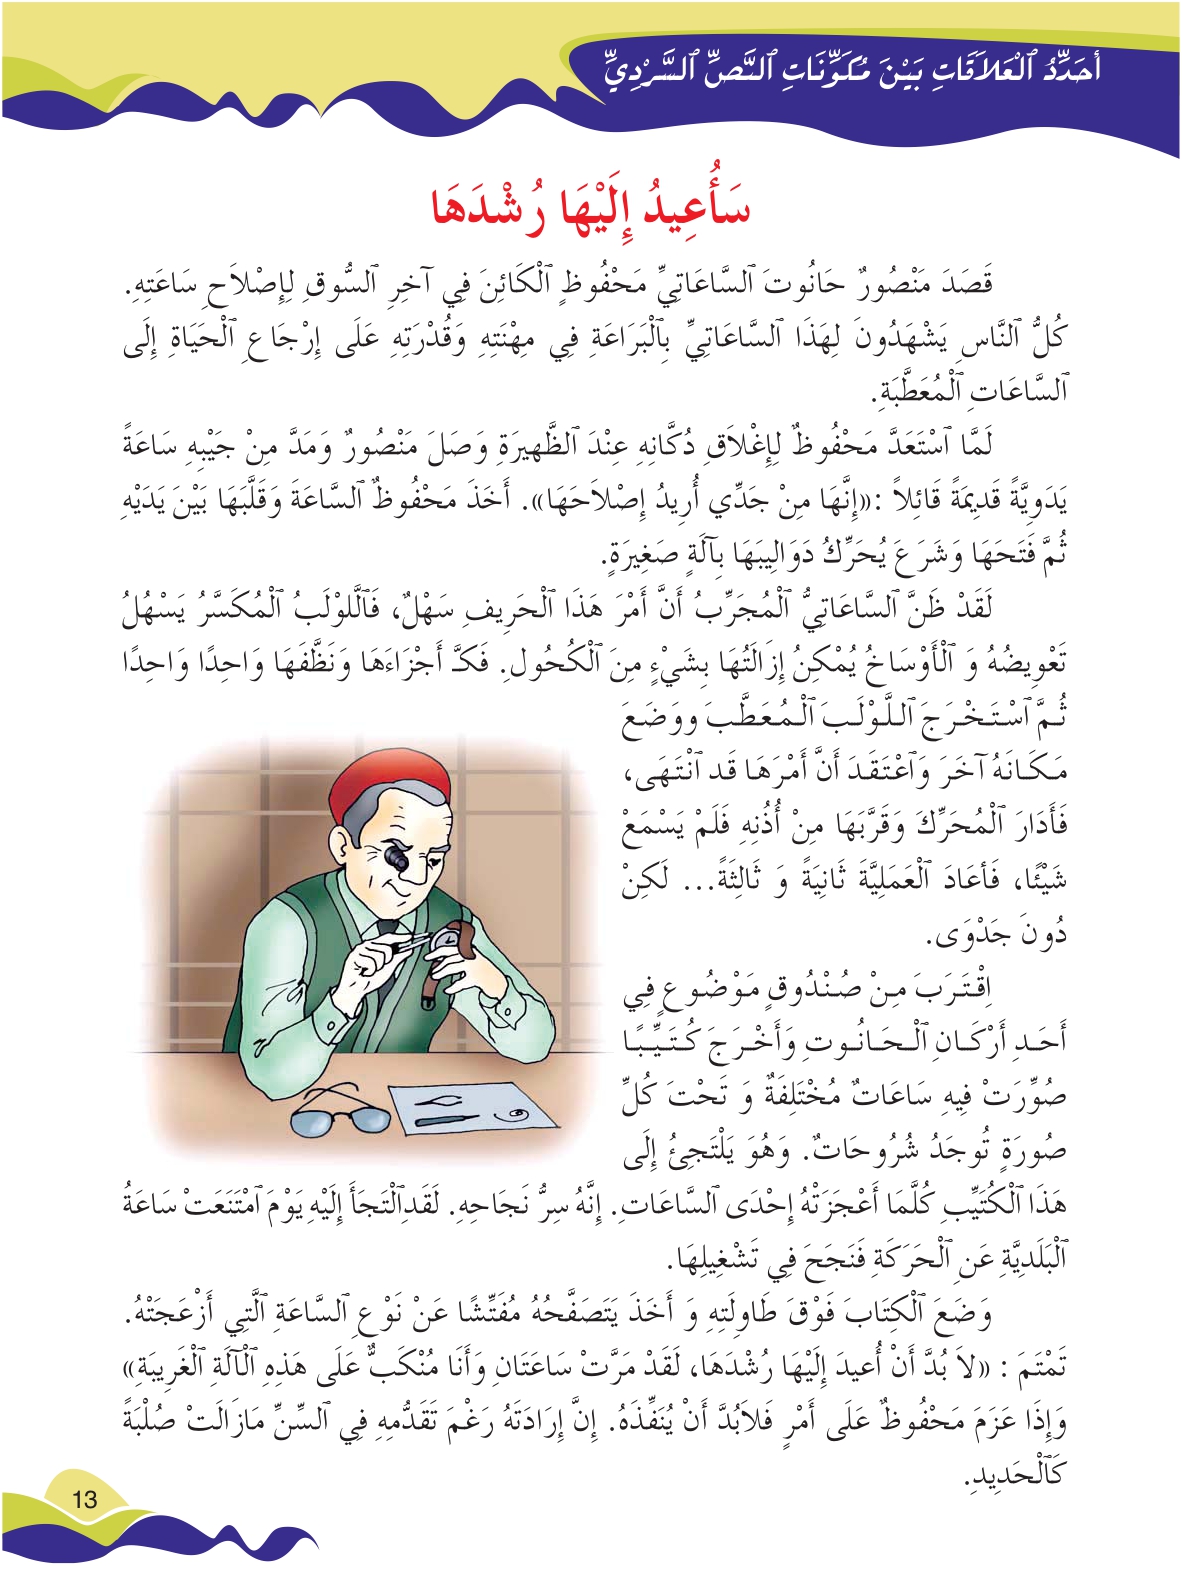 أُحَدِّدُ ٱلْعَلاَقَاتِ بَيْنَ مُكَوِّنَاتِ ٱلنَّصِّ ٱلسَّرْدِيِّ
سَأُعِيدُ إِلَيْهَا رُشْدَهَا
قَصَدَ مَنْصُورٌ حَانُوتَ ٱلسَّاعَاتِيِّ مَحْفُوظٍ ٱلْكَائِنَ فِي آخِرِ ٱلسُّوقِ لِإِصْلَاحِ سَاعَتِهِ.
كُلُّ ٱلنَّاسِ يَشْهَدُونَ لِهَذَا ٱلسَّاعَاتِيِّ بِٱلْبَرَاعَةِ فِي مِهْنَتِهِ وَقُدْرَتِهِ عَلَى إِرْجَاعِ ٱلْحَيَاةِ إِلَى
ٱلسَّاعَاتِ ٱلْمُعَطَّبَةِ.
لَمَّا ٱسْتَعَدَّ مَحْفُوظٌ لِإِغْلَاقِ دُكَّانِهِ عِنْدَ ٱلظَّهِيرَةِ وَصَلَ مَنْصُورٌ وَمَدَّ مِنْ جَيْبِهِ سَاعَةً
يَدَوِيَّةً قَدِيمَةً قَائِلاً :«إِنَّهَا مِنْ جَدِّي أُرِيدُ إِصْلَاحَهَا». أَخَذَ مَحْفُوظٌ ٱلسَّاعَةَ وَقَلَّبَهَا بَيْنَ يَدَيْهِ
ثُمَّ فَتَحَهَا وَشَرَعَ يُحَرِّكُ دَوَالِيبَهَا بِآلَةٍ صَغِيرَةٍ.
لَقَدْ ظَنَّ ٱلسَّاعَاتِيُّ ٱلْمُجَرِّبُ أَنَّ أَمْرَ هَذَا ٱلْحَرِيفِ سَهْلٌ، فَٱللَّوْلَبُ ٱلْمُكَسَّرُ يَسْهُلُ
تَعْوِيضُهُ وَ ٱلْأَوْسَاخُ يُمْكِنُ إِزَالَتُهَا بِشَيْءٍ مِنَ ٱلْكُحُولِ. فَكَّ أَجْزَاءَهَا وَنَظَّفَهَا وَاحِدًا وَاحِدًا
ثُمَّ ٱسْتَخْرَجَ ٱللَّوْلَبَ ٱلْمُعَطَّبَ وَوَضَعَ
مَكَانَهُ آخَرَ وَٱعْتَقَدَ أَنَّ أَمْرَهَا قَد ٱنْتَهَى،
فَأَدَارَ ٱلْمُحَرِّكَ وَقَرَّبَهَا مِنْ أُذُنِهِ فَلَمْ يَسْمَعْ
شَيْئًا، فَأَعَادَ ٱلْعَمَلِيَّةَ ثَانِيَةً وَ ثَالِثَةً... لَكِنْ
دُونَ جَدْوَى.
اِقْتَرَبَ مِنْ صُنْدُوقٍ مَوْضُوعٍ فِي
أَحَدِ أَرْكَانِ ٱلْحَانُوتِ وَأَخْرَجَ كُتَيِّبًا
صُوِّرَتْ فِيهِ سَاعَاتٌ مُخْتَلِفَةٌ وَ تَحْتَ كُلِّ
صُورَةٍ تُوجَدُ شُرُوحَاتٌ. وَهُوَ يَلْتَجِئُ إِلَى
هَذَا ٱلْكُتَيِّبِ كُلَّمَا أَعْجَزَتْهُ إِحْدَى ٱلسَّاعَاتِ. إِنَّهُ سِرُّ نَجَاحِهِ. لَقَدِٱلْتَجَأَ إِلَيْهِ يَوْمَ ٱمْتَنَعَتْ سَاعَةُ
ٱلْبَلَدِيَّةِ عَنِ ٱلْحَرَكَةِ فَنَجَحَ فِي تَشْغِيلِهَا.
وَضَعَ ٱلْكِتَابَ فَوْقَ طَاوِلَتِهِ وَ أَخَذَ يَتَصَفَّحُهُ مُفَتِّشًا عَنْ نَوْعِ ٱلسَّاعَةِ ٱلَّتِي أَزْعَجَتْهُ.
تَمْتَمَ : «لاَ بُدَّ أَنْ أُعِيدَ إِلَيْهَا رُشْدَهَا، لَقَدْ مَرَّتْ سَاعَتَانِ وَأَنَا مُنْكَبٌّ عَلَى هَذِهِ ٱلْآلَةِ ٱلْغَرِيبَةِ»
وَإِذَا عَزَمَ مَحْفُوظٌ عَلَى أَمْرٍ فَلاَبُدَّ أَنْ يُنَفِّذَهُ. إِنَّ إِرَادَتَهُ رَغْمَ تَقَدُّمِهِ فِي ٱلسِّنِّ مَازَالَتْ صُلْبَةً
كَٱلْحَدِيدِ.
13